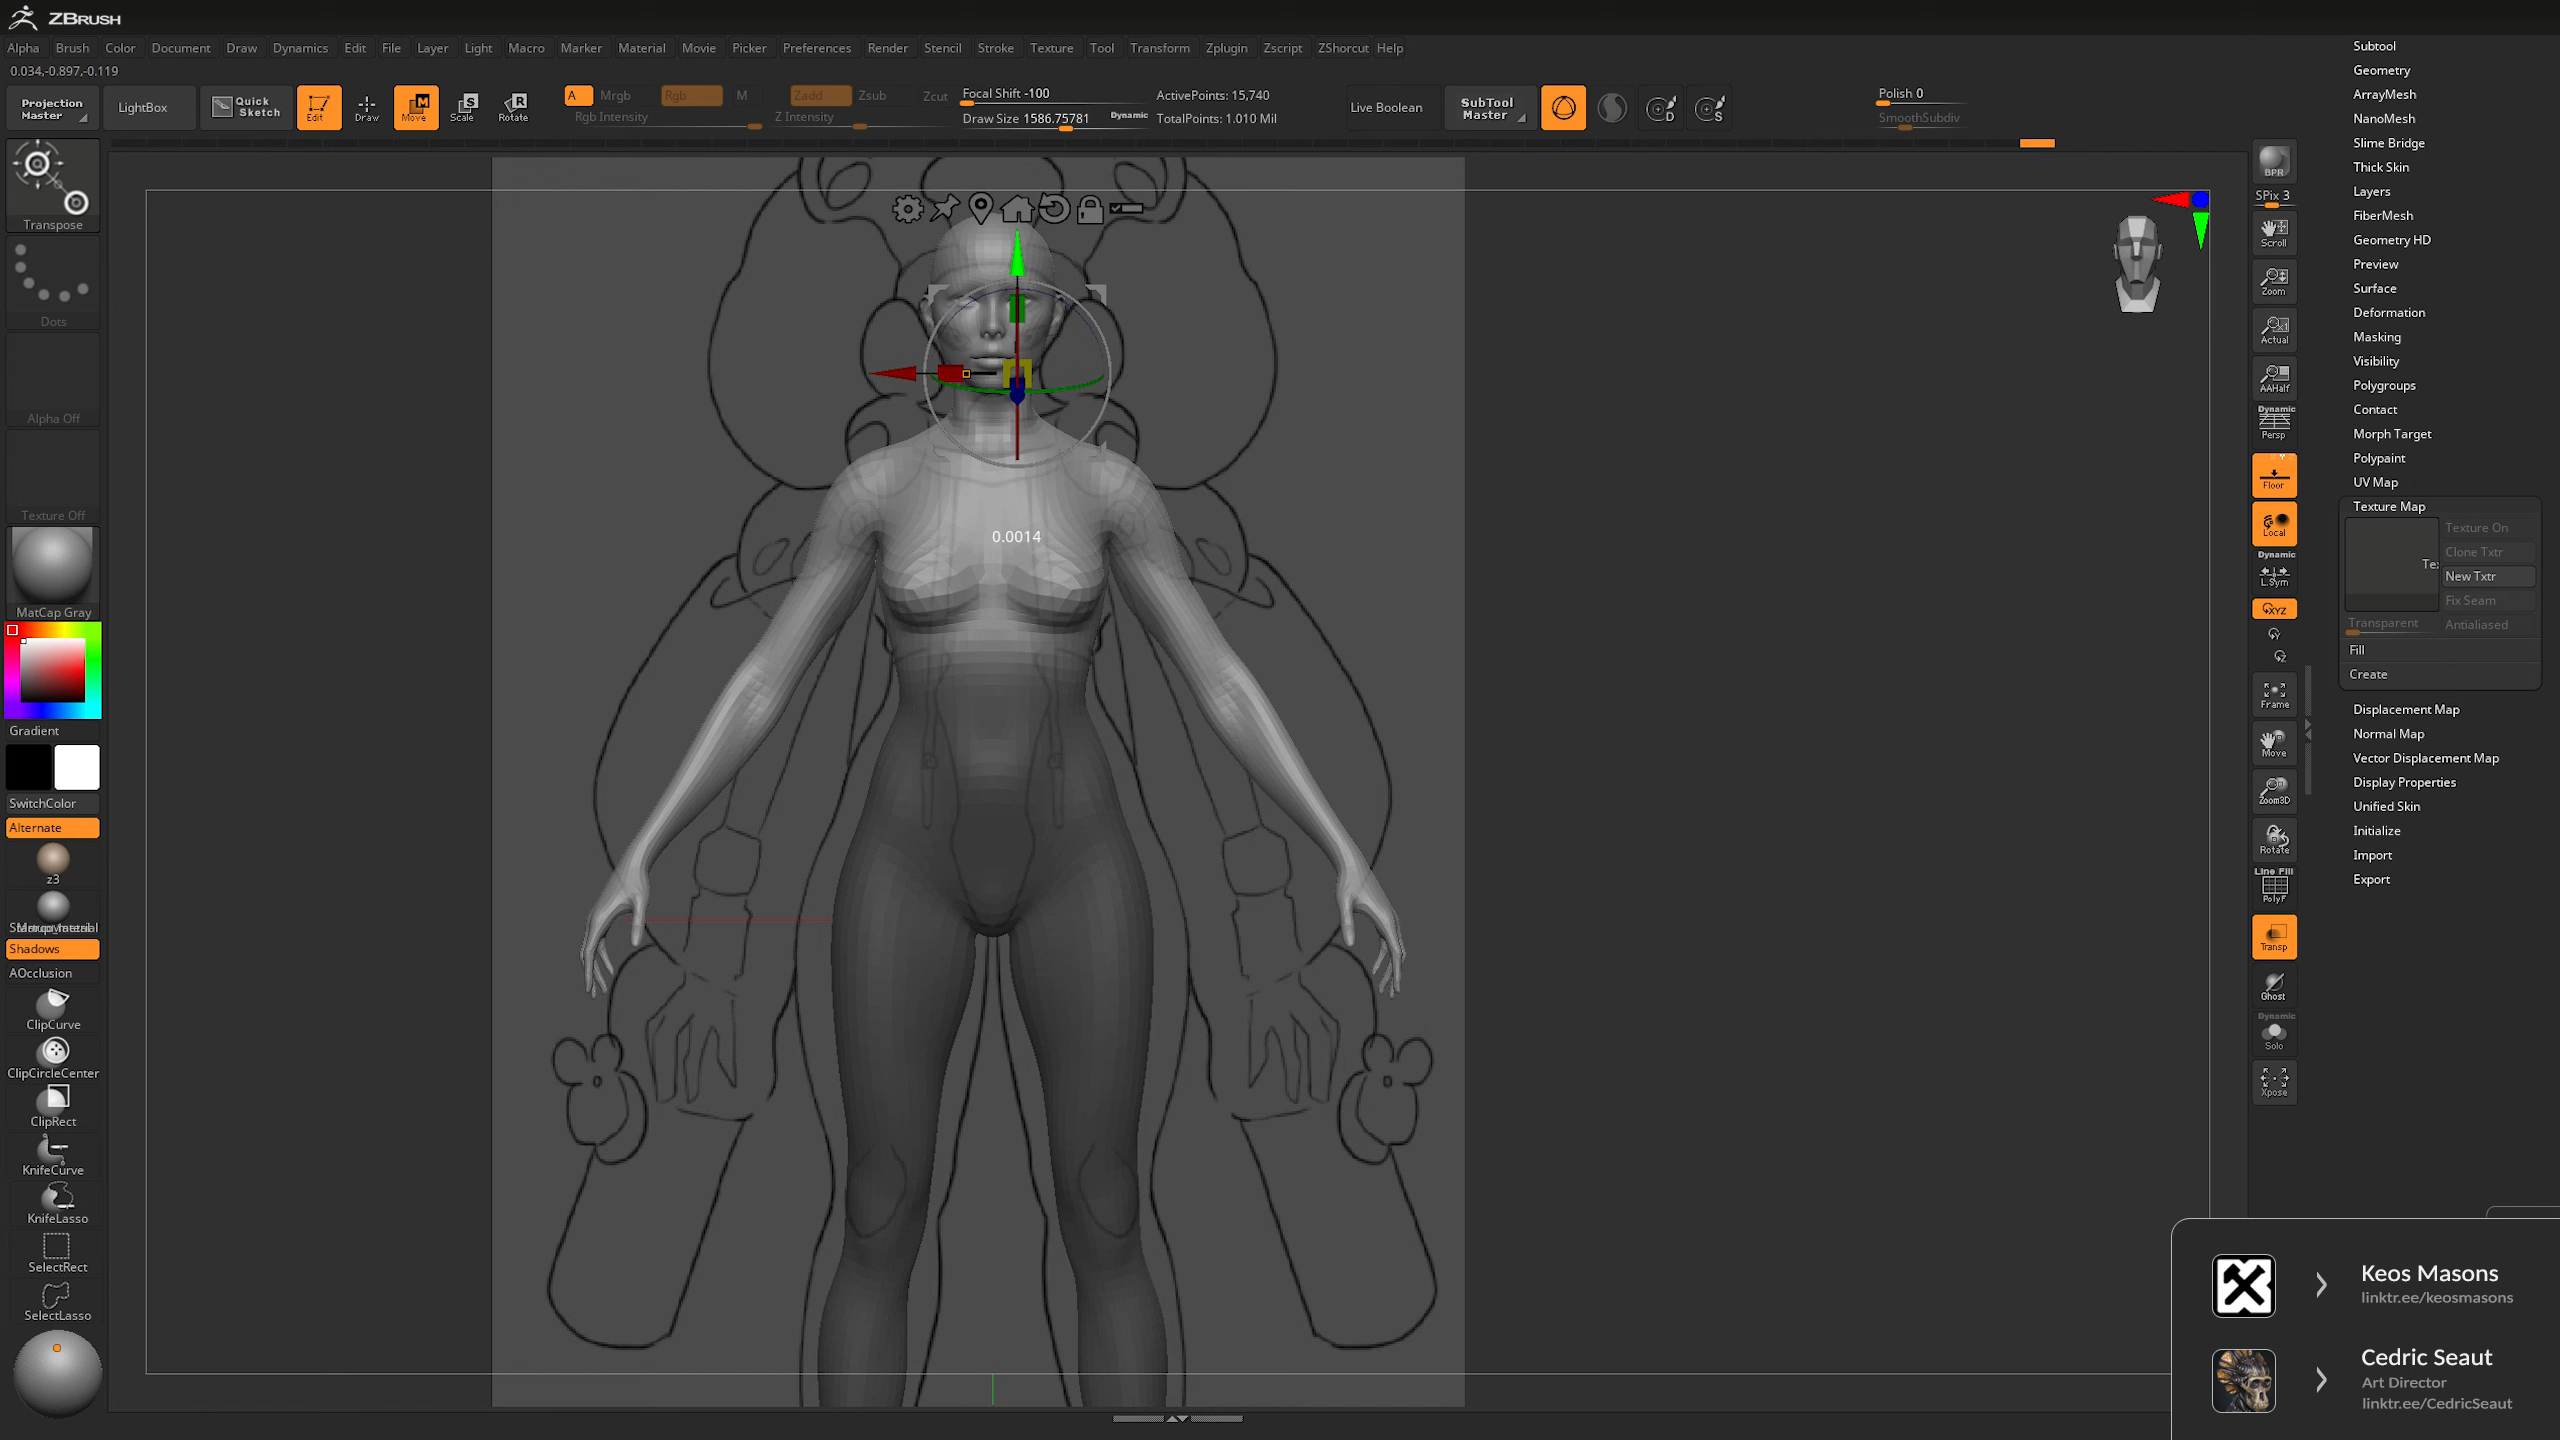 ZBRUSH
Alpha Brush Color Document Draw Dynamics Edit File Layer Light Macro Marker Material Movie Picker Preferences Render Stencil Stroke Texture Tool Transform Zplugin Zscript ZShorcut Help
0.034,-0.897,-0.119
Projection Master
LightBox
Quick Sketch
Edit
Draw
Move
Scale
Rotate
A Mrgb Rgb M
Rgb Intensity
Zadd Zsub Zcut
Z Intensity
Focal Shift -100
Draw Size 1586.75781
Dynamic
ActivePoints: 15,740
TotalPoints: 1.010 Mil
Live Boolean
SubTool Master
D
S
Polish 0
SmoothSubdiv
Transpose
Dots
Alpha Off
Texture Off
MatCap Gray
Gradient
SwitchColor
Alternate
z3
Shadows
AOcclusion
ClipCurve
ClipCircleCenter
ClipRect
KnifeCurve
KnifeLasso
SelectRect
SelectLasso
0.0014
BPR
SPix 3
Scroll
Zoom
Actual
AAHalf
Dynamic
Persp
Floor
Local
Dynamic
L.Sym
XYZ
Frame
Move
Zoom3D
Rotate
Line Fill
PolyF
Transp
Ghost
Dynamic
Solo
Xpose
Subtool
Geometry
ArrayMesh
NanoMesh
Slime Bridge
Thick Skin
Layers
FiberMesh
Geometry HD
Preview
Surface
Deformation
Masking
Visibility
Polygroups
Contact
Morph Target
Polypaint
UV Map
Texture Map
Texture On
Clone Txtr
New Txtr
Fix Seam
Transparent
Antialiased
Fill
Create
Displacement Map
Normal Map
Vector Displacement Map
Display Properties
Unified Skin
Initialize
Import
Export
Keos Masons
linktr.ee/keosmasons
Cedric Seaut
Art Director
linktr.ee/CedricSeaut